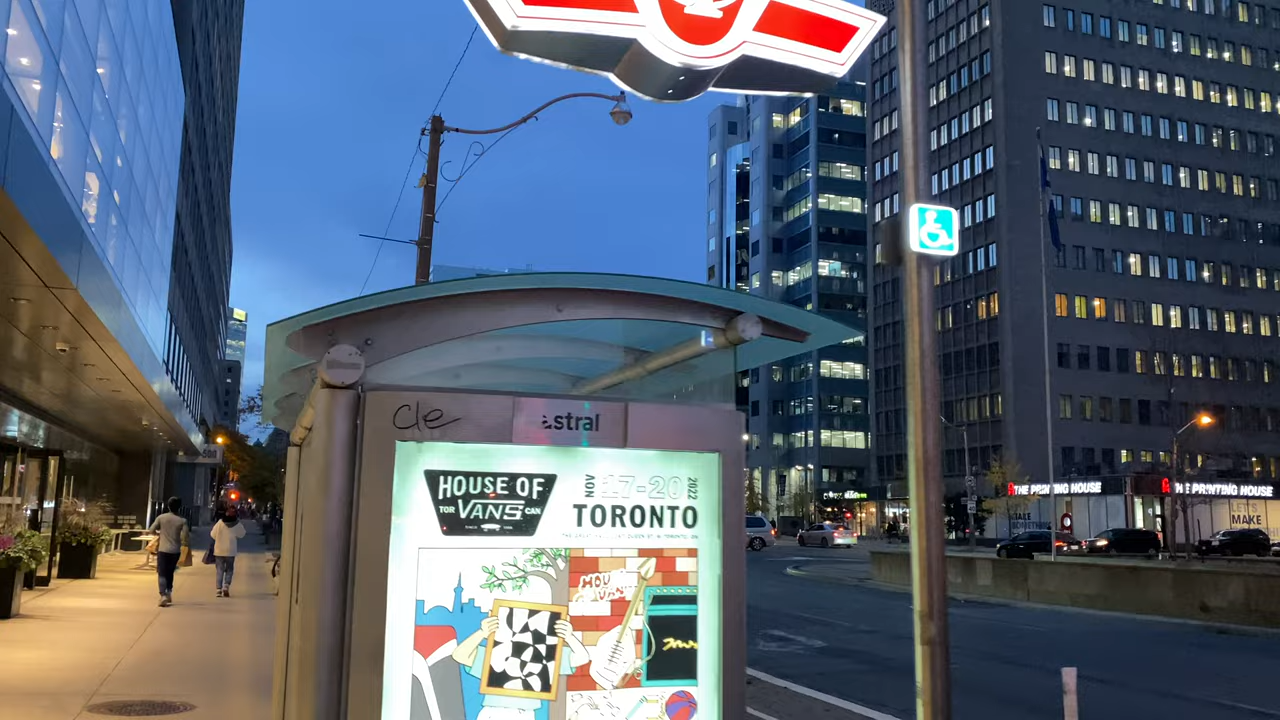 cle
astral
HOUSE OF
TOR VANS CAN
NOV 17-20 2022
TORONTO
500
THE PRINTING HOUSE
THE PRINTING HOUSE
LET'S
MAKE